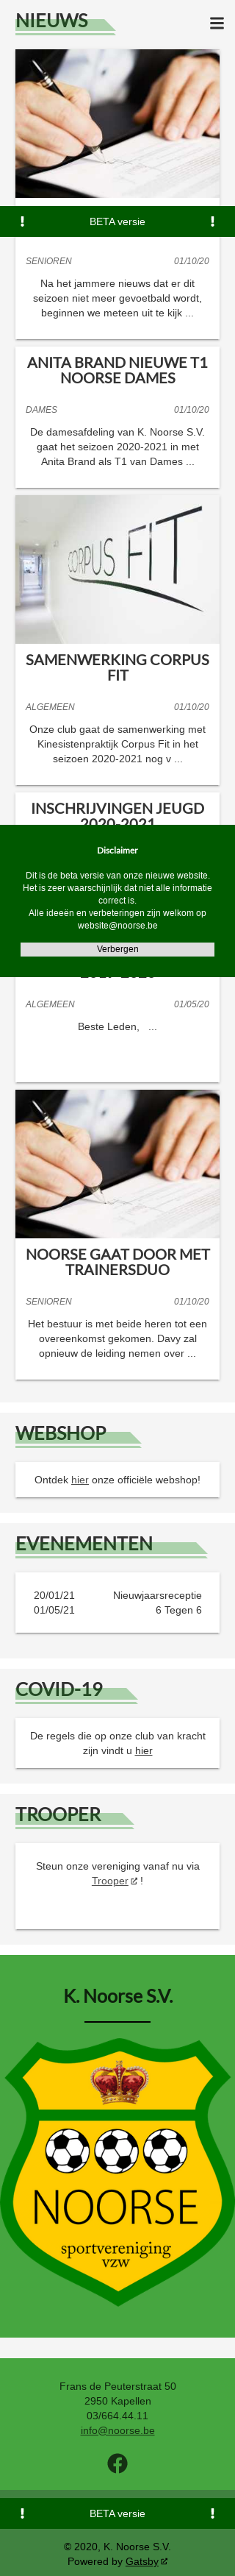 NIEUWS
BETA versie
SENIOREN 01/10/20
Na het jammere nieuws dat er dit
seizoen niet meer gevoetbald wordt,
beginnen we meteen uit te kijk ...
ANITA BRAND NIEUWE T1
NOORSE DAMES
DAMES 01/10/20
De damesafdeling van K. Noorse S.V.
gaat het seizoen 2020-2021 in met
Anita Brand als T1 van Dames ...
CORPUS FIT
SAMENWERKING CORPUS
FIT
ALGEMEEN 01/10/20
Onze club gaat de samenwerking met
Kinesistenpraktijk Corpus Fit in het
seizoen 2020-2021 nog v ...
INSCHRIJVINGEN JEUGD
2020-2021
Disclaimer
Dit is de beta versie van onze nieuwe website.
Het is zeer waarschijnlijk dat niet alle informatie
correct is.
Alle ideeën en verbeteringen zijn welkom op
website@noorse.be
Verbergen
ALGEMEEN 01/05/20
Beste Leden, ...
NOORSE GAAT DOOR MET
TRAINERSDUO
SENIOREN 01/10/20
Het bestuur is met beide heren tot een
overeenkomst gekomen. Davy zal
opnieuw de leiding nemen over ...
WEBSHOP
Ontdek hier onze officiële webshop!
EVENEMENTEN
20/01/21 Nieuwjaarsreceptie
01/05/21 6 Tegen 6
COVID-19
De regels die op onze club van kracht
zijn vindt u hier
TROOPER
Steun onze vereniging vanaf nu via
Trooper !
K. Noorse S.V.
NOORSE
sportvereniging
vzw
Frans de Peuterstraat 50
2950 Kapellen
03/664.44.11
info@noorse.be
BETA versie
© 2020, K. Noorse S.V.
Powered by Gatsby